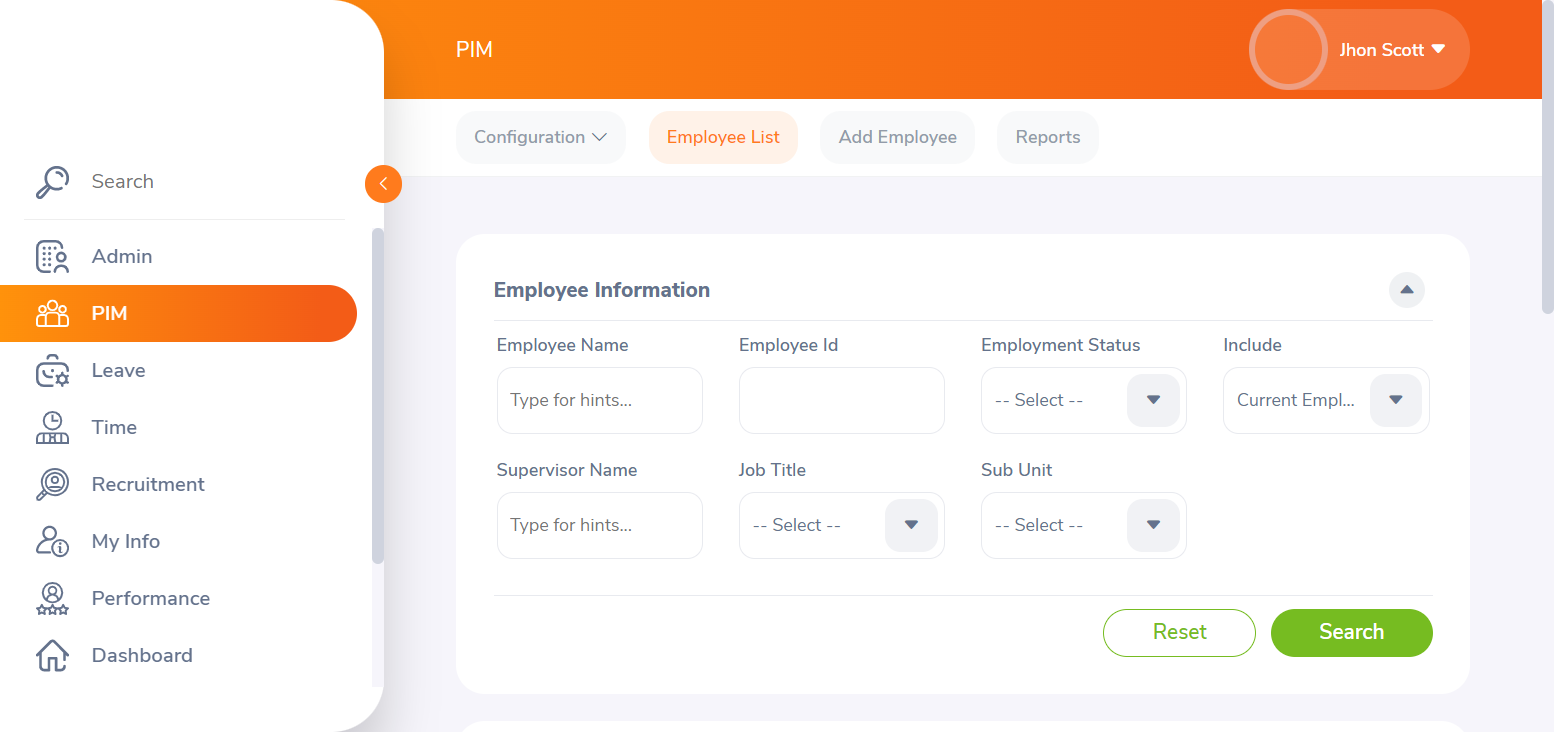 PIM
Jhon Scott
Configuration
Employee List
Add Employee
Reports
Search
Admin
PIM
Leave
Time
Recruitment
My Info
Performance
Dashboard
Employee Information
Employee Name
Employee Id
Employment Status
Include
Type for hints...
-- Select --
Current Empl...
Supervisor Name
Job Title
Sub Unit
Type for hints...
-- Select --
-- Select --
Reset
Search